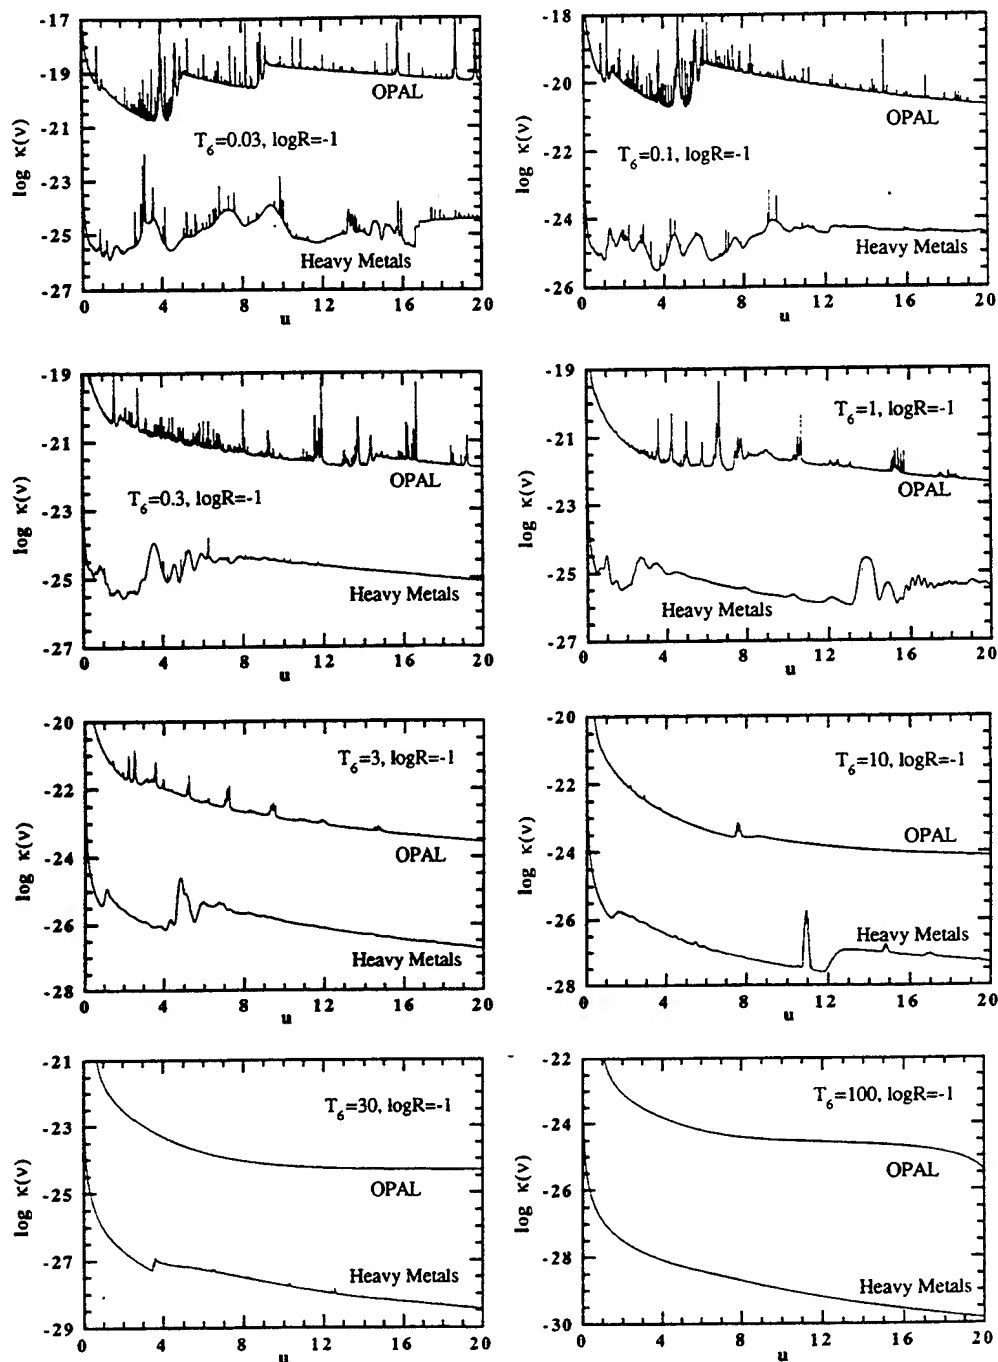 -17
-19
-21
-23
-25
-27
log κ(ν)
OPAL
T6=0.03, logR=-1
Heavy Metals
0 4 8 12 16 20
u
-18
-20
-22
-24
-26
log κ(ν)
OPAL
T6=0.1, logR=-1
Heavy Metals
0 4 8 12 16 20
u
-19
-21
-23
-25
-27
log κ(ν)
OPAL
T6=0.3, logR=-1
Heavy Metals
0 4 8 12 16 20
u
-19
-21
-23
-25
-27
log κ(ν)
T6=1, logR=-1
OPAL
Heavy Metals
0 4 8 12 16 20
u
-20
-22
-24
-26
-28
log κ(ν)
T6=3, logR=-1
OPAL
Heavy Metals
0 4 8 12 16 20
u
-20
-22
-24
-26
-28
log κ(ν)
T6=10, logR=-1
OPAL
Heavy Metals
0 4 8 12 16 20
u
-21
-23
-25
-27
-29
log κ(ν)
T6=30, logR=-1
OPAL
Heavy Metals
0 4 8 12 16 20
u
-22
-24
-26
-28
-30
log κ(ν)
T6=100, logR=-1
OPAL
Heavy Metals
0 4 8 12 16 20
u